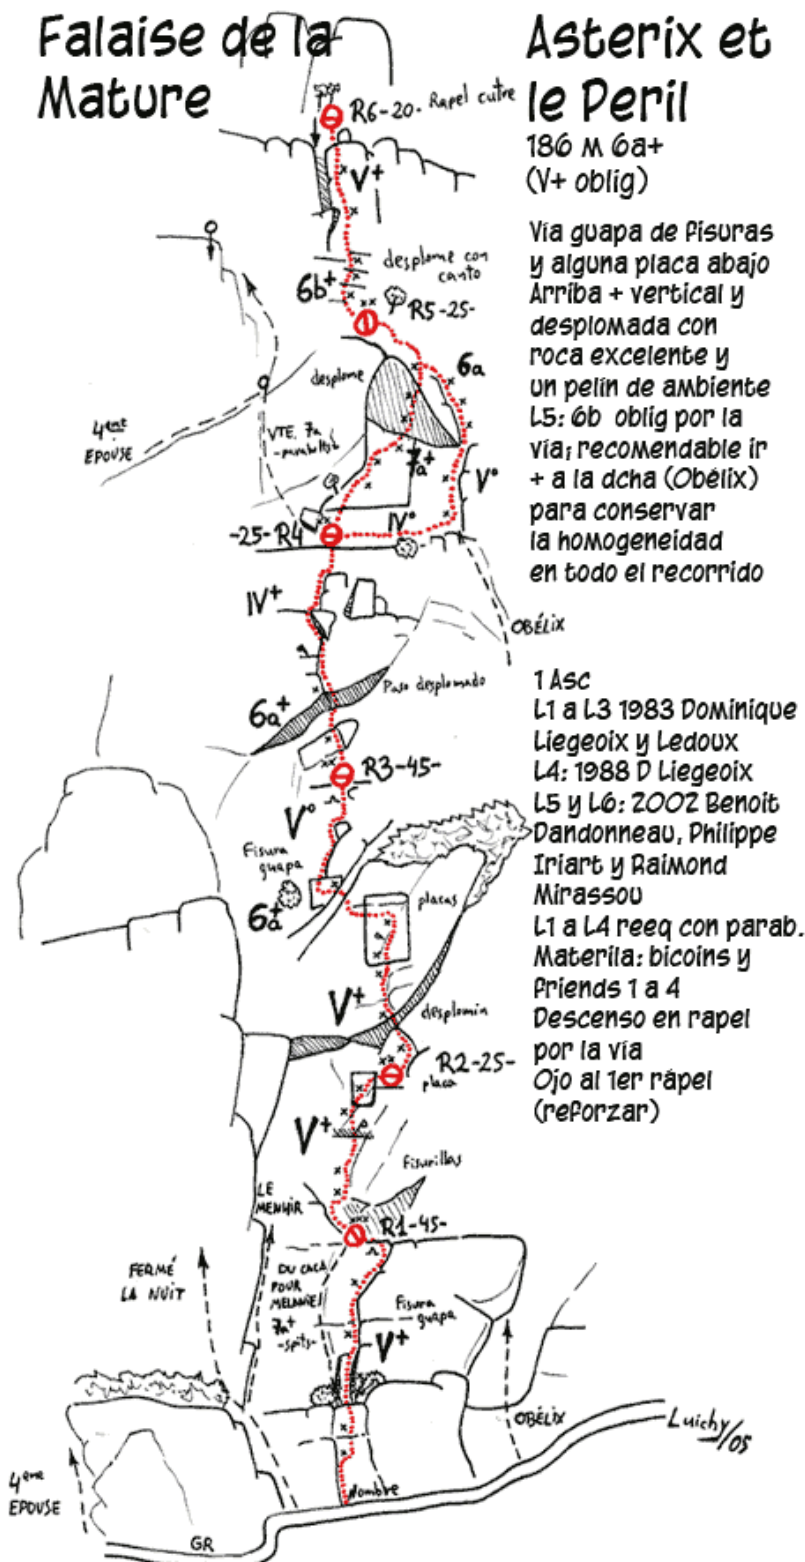 Falaise de la
Mature
Asterix et
le Peril
186 M 6a+
(V+ oblig)
Vía guapa de fisuras
y alguna placa abajo
Arriba + vertical y
desplomada con
roca excelente y
un pelín de ambiente
L5: 6b oblig por la
vía; recomendable ir
+ a la dcha (Obélix)
para conservar
la homogeneidad
en todo el recorrido
1 Asc
L1 a L3 1983 Dominique
Liegeoix y Ledoux
L4: 1988 D Liegeoix
L5 y L6: 2002 Benoit
Dandonneau, Philippe
Iriart y Raimond
Mirassou
L1 a L4 reeq con parab.
Materila: bicoins y
friends 1 a 4
Descenso en rapel
por la vía
Ojo al 1er rápel
(reforzar)
R6-20- Rapel cutre
V+
desplome con
canto
6b+
R5-25-
desplome
6a
4eme
EPOUSE
VTE. 7a
7a+
V°
IV°
-25- R4
IV+
OBÉLIX
Paso desplomado
6a+
R3-45-
V°
Fisura
guapa
placas
6a+
V+
desplomin
R2-25-
placa
V+
fisurillas
LE
MENHIR
R1-45-
FERMÉ
LA NUIT
DU CACA
POUR
MELANIE!
7a+
-spits-
Fisura
guapa
V+
OBÉLIX
Luichy/05
4eme
EPOUSE
Nombre
GR